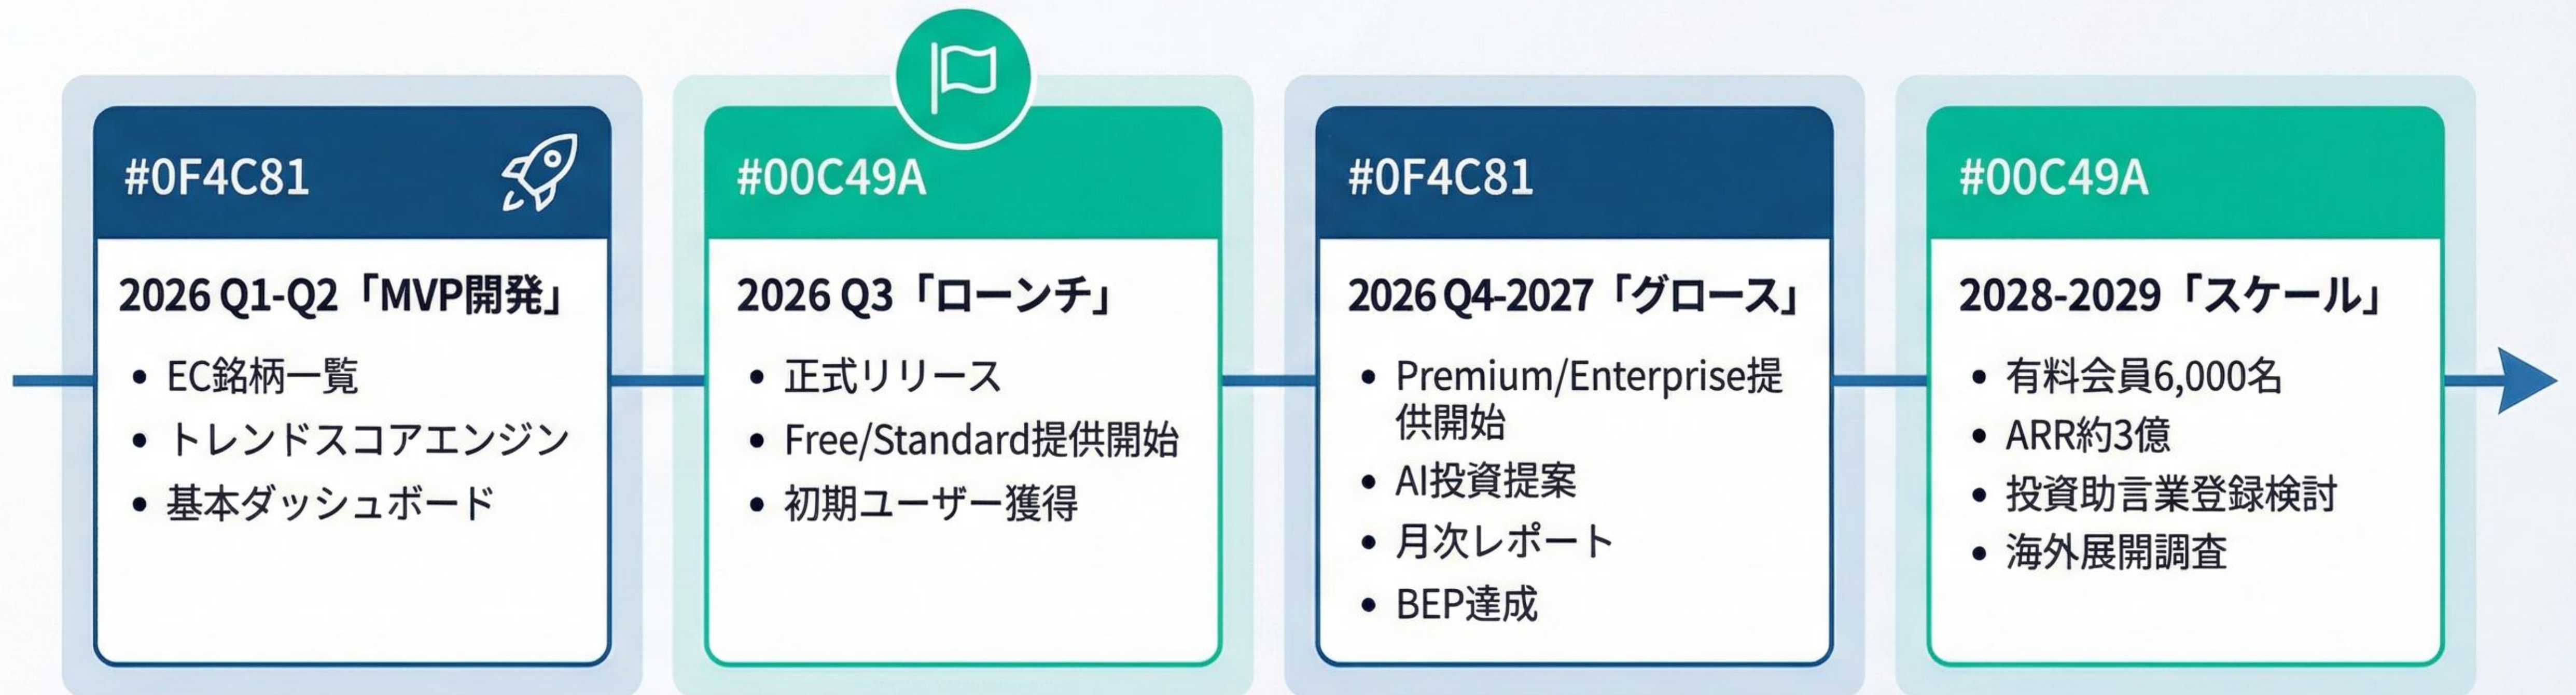 #0F4C81
2026 Q1-Q2「MVP開発」
• EC銘柄一覧
• トレンドスコアエンジン
• 基本ダッシュボード
#00C49A
2026 Q3「ローンチ」
• 正式リリース
• Free/Standard提供開始
• 初期ユーザー獲得
#0F4C81
2026 Q4-2027「グロース」
• Premium/Enterprise提
供開始
• AI投資提案
• 月次レポート
• BEP達成
#00C49A
2028-2029「スケール」
• 有料会員6,000名
• ARR約3億
• 投資助言業登録検討
• 海外展開調査